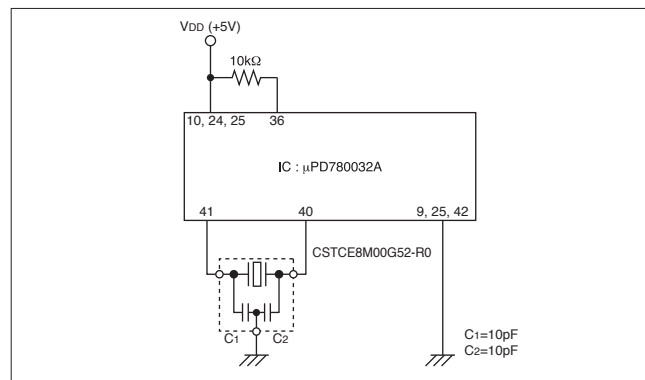 VDD (+5V)
10kΩ
10, 24, 25
36
IC : μPD780032A
41
40
9, 25, 42
CSTCE8M00G52-R0
C1
C2
C1=10pF
C2=10pF